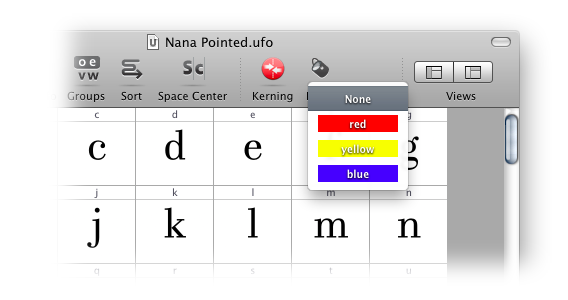 Nana Pointed.ufo
oe
vw
Sc
Groups Sort Space Center Kerning Views
None
red
yellow
blue
c d e g
c d e g
j k l m n
j k l m n
q r s t u